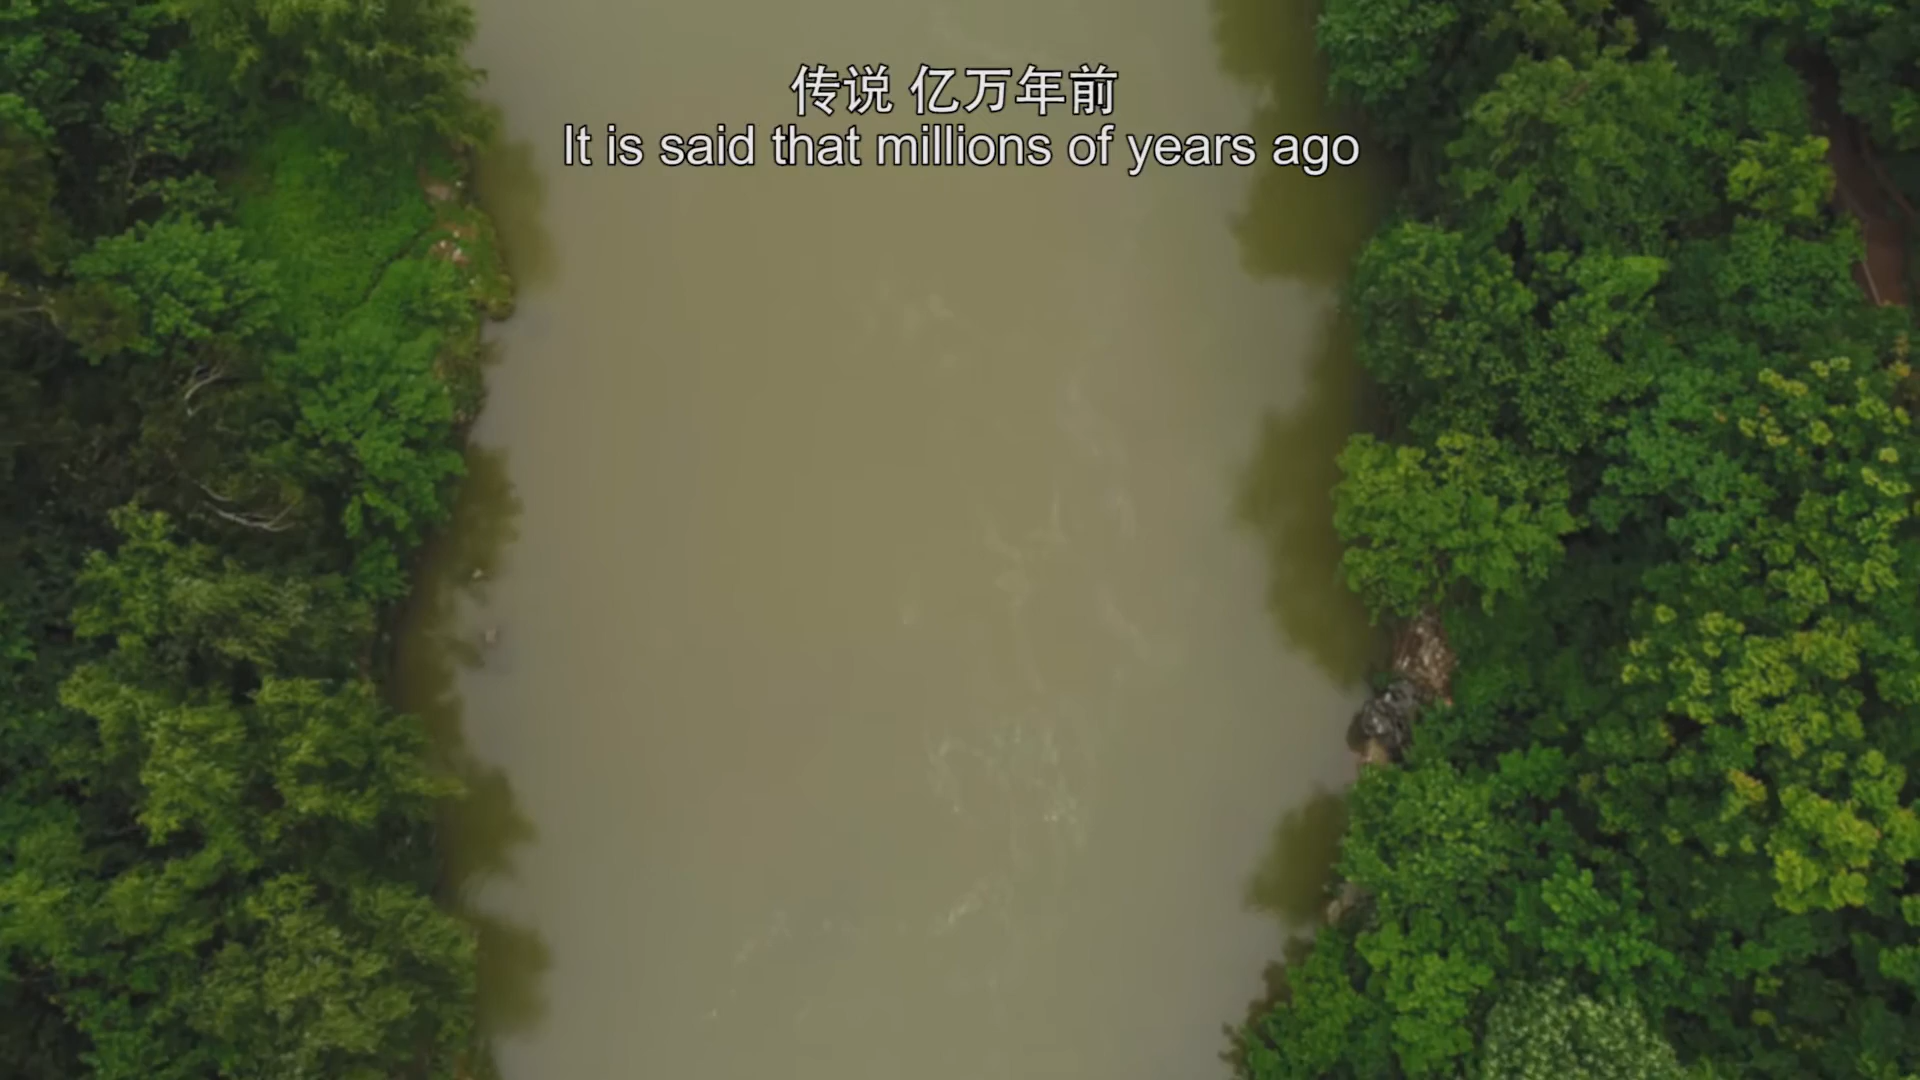 传说 亿万年前
It is said that millions of years ago